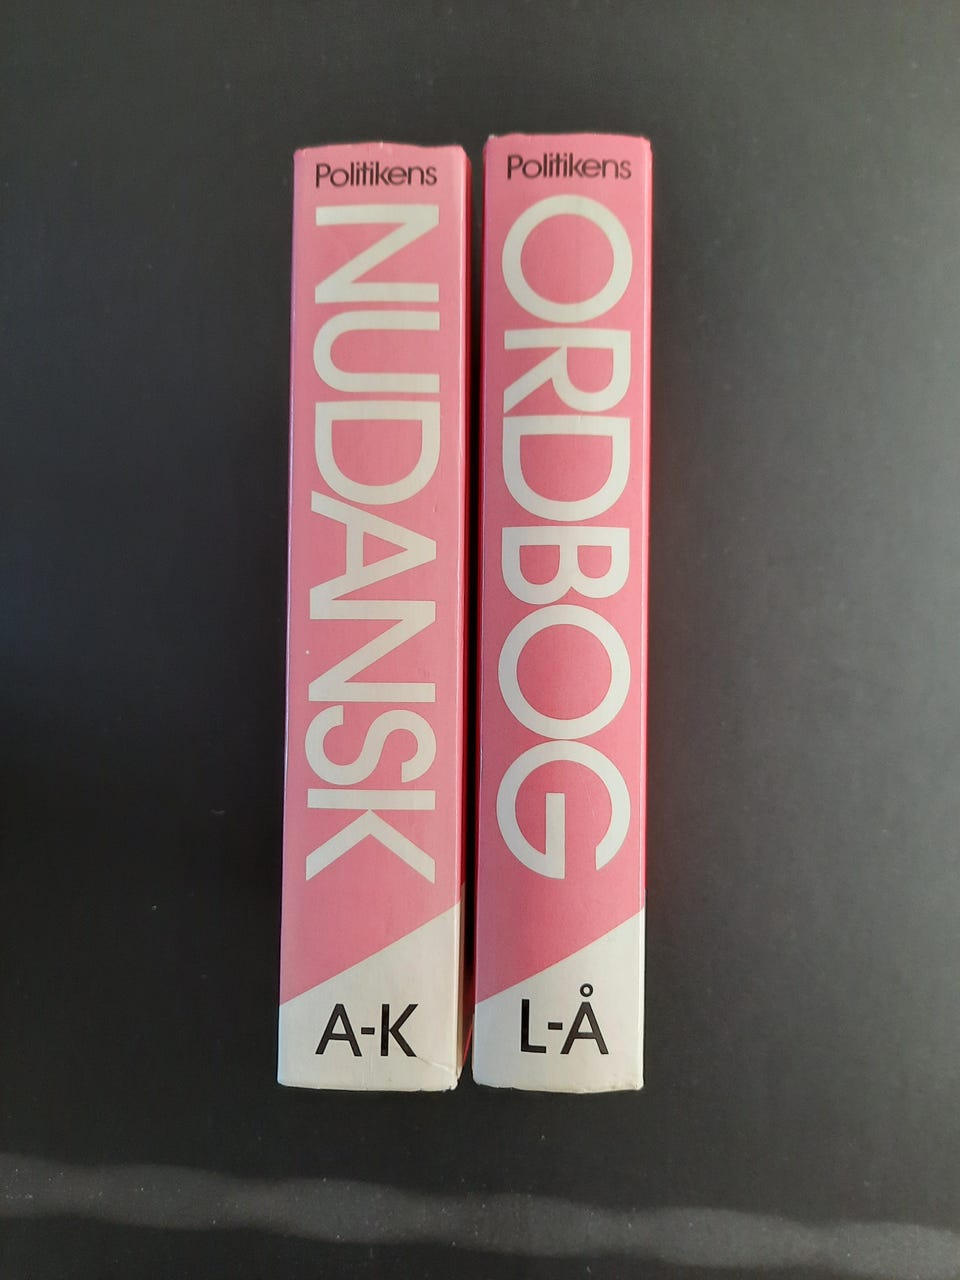 Politikens
NUDANSK
A-K
Politikens
ORDBOG
L-Å